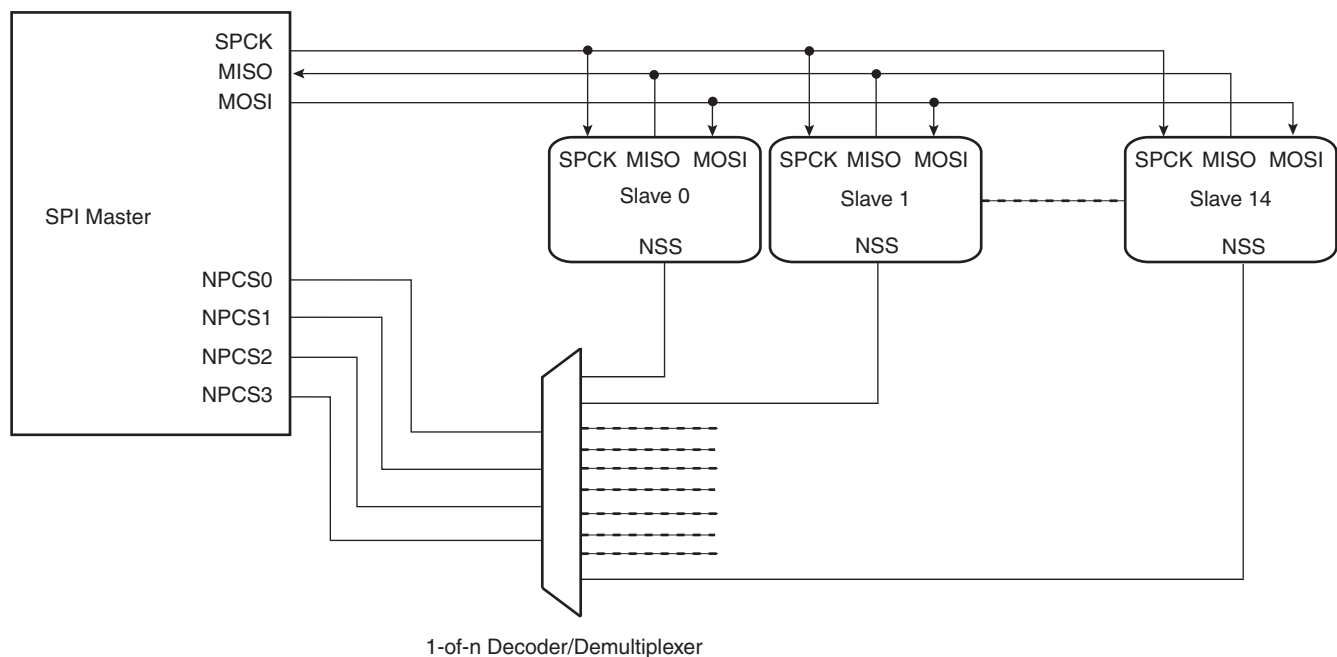 SPCK
MISO
MOSI
SPI Master
NPCS0
NPCS1
NPCS2
NPCS3
SPCK MISO MOSI
Slave 0
NSS
SPCK MISO MOSI
Slave 1
NSS
SPCK MISO MOSI
Slave 14
NSS
1-of-n Decoder/Demultiplexer